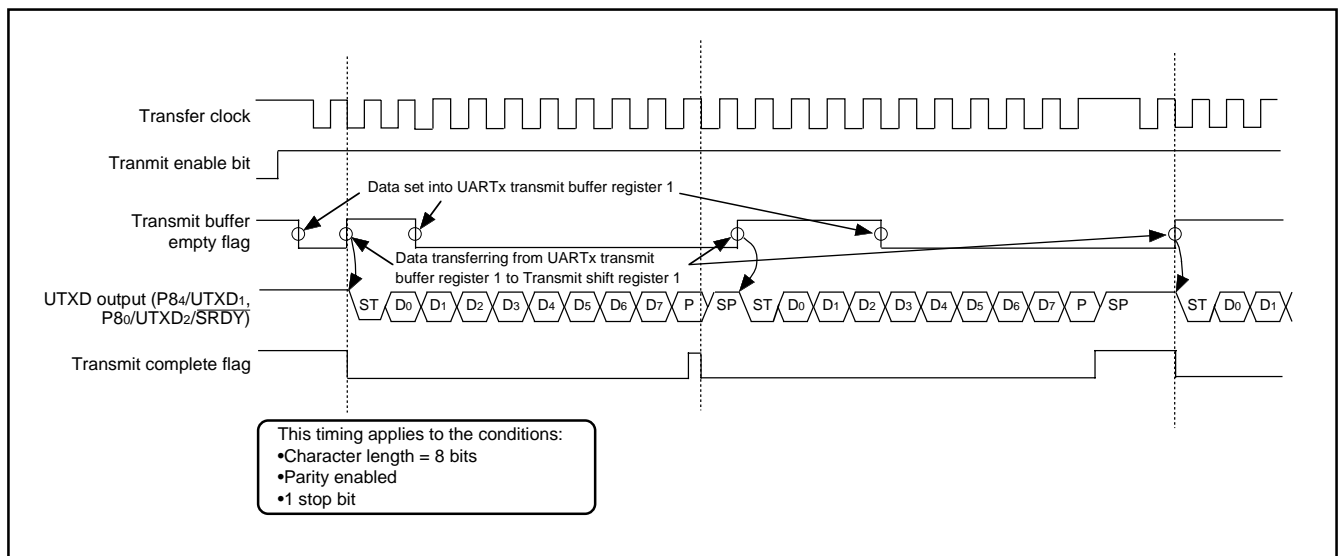 Transfer clock
Tranmit enable bit
Data set into UARTx transmit buffer register 1
Transmit buffer
empty flag
Data transferring from UARTx transmit
buffer register 1 to Transmit shift register 1
UTXD output (P84/UTXD1,
P80/UTXD2/SRDY)
ST D0 D1 D2 D3 D4 D5 D6 D7 P SP ST D0 D1 D2 D3 D4 D5 D6 D7 P SP ST D0 D1
Transmit complete flag
This timing applies to the conditions:
•Character length = 8 bits
•Parity enabled
•1 stop bit